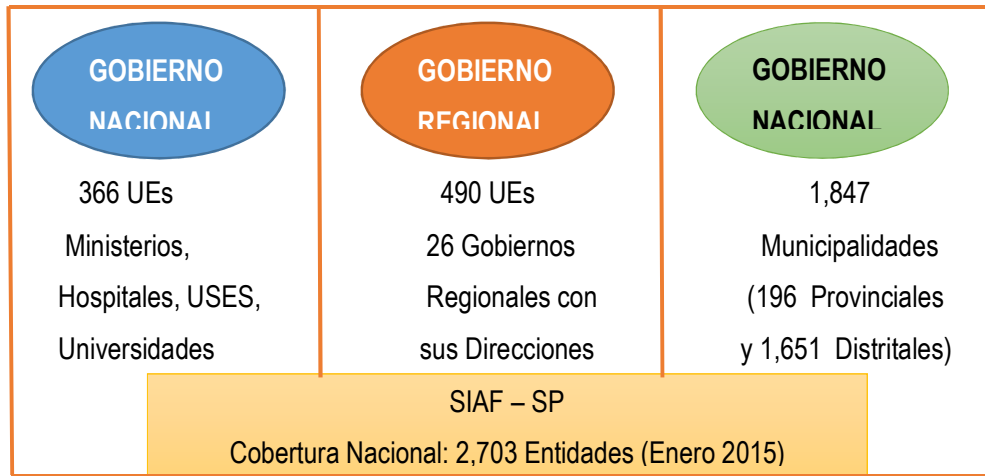 GOBIERNO
NACIONAL
366 UEs
Ministerios,
Hospitales, USES,
Universidades
GOBIERNO
REGIONAL
490 UEs
26 Gobiernos
Regionales con
sus Direcciones
GOBIERNO
NACIONAL
1,847
Municipalidades
(196 Provinciales
y 1,651 Distritales)
SIAF – SP
Cobertura Nacional: 2,703 Entidades (Enero 2015)